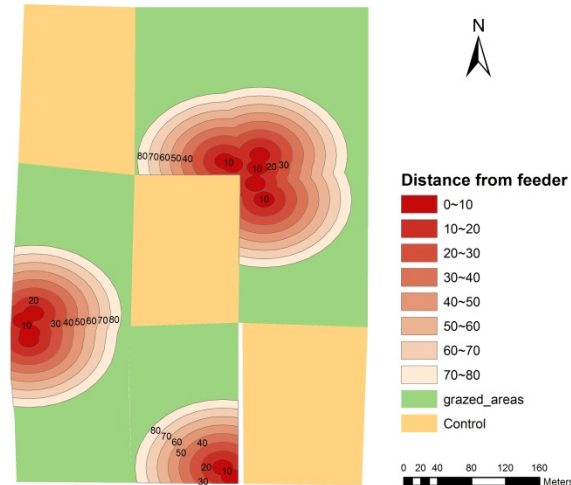 N
80 70 60 50 40
10
10 20 30
10
20
10 30 40 50 60 70 80
80
70
60 40
50
20 10
30
Distance from feeder
0~10
10~20
20~30
30~40
40~50
50~60
60~70
70~80
grazed_areas
Control
0 20 40 80 120 160
Meters